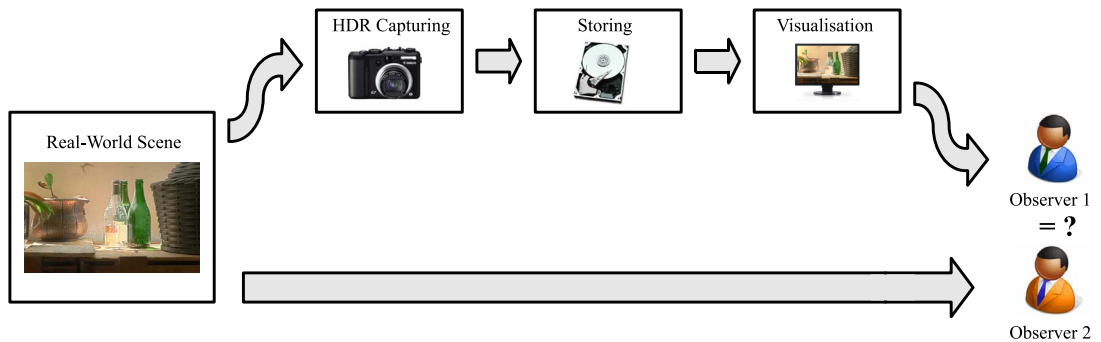 HDR Capturing
Storing
Visualisation
Real-World Scene
Observer 1
= ?
Observer 2